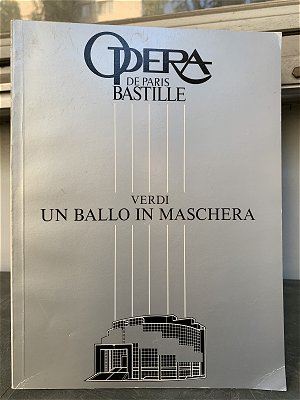 OPERA
DE PARIS
BASTILLE
VERDI
UN BALLO IN MASCHERA